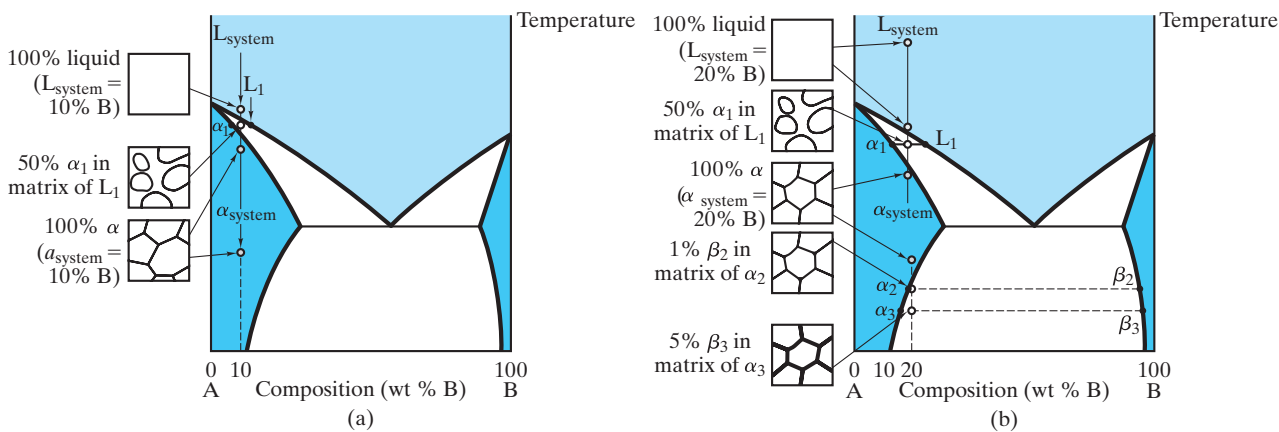 Temperature
100% liquid
(L_system =
10% B)
L_system
L_1
α_1
50% α_1 in
matrix of L_1
100% α
(a_system =
10% B)
α_system
0 10 100
A Composition (wt % B) B
(a)
Temperature
100% liquid
(L_system =
20% B)
L_system
50% α_1 in
matrix of L_1
α_1
L_1
100% α
(α system =
20% B)
α_system
1% β_2 in
matrix of α_2
α_2
β_2
α_3
β_3
5% β_3 in
matrix of α_3
0 10 20 100
A Composition (wt % B) B
(b)